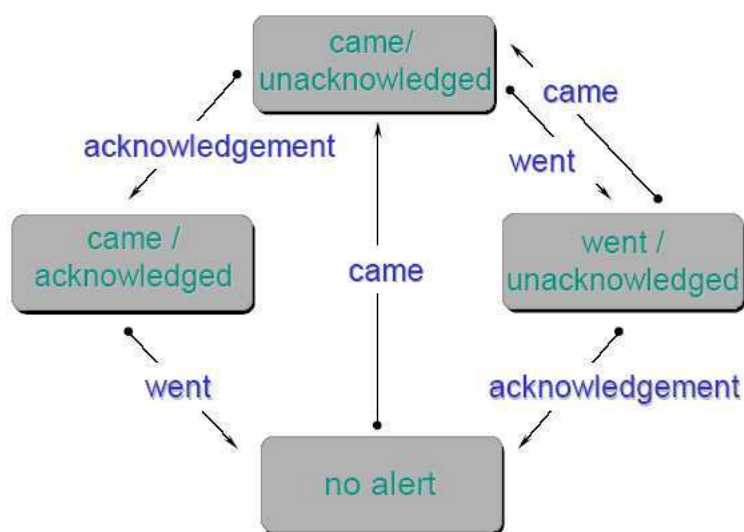 came/
unacknowledged
came
acknowledgement
went
came /
acknowledged
went /
unacknowledged
came
went
acknowledgement
no alert